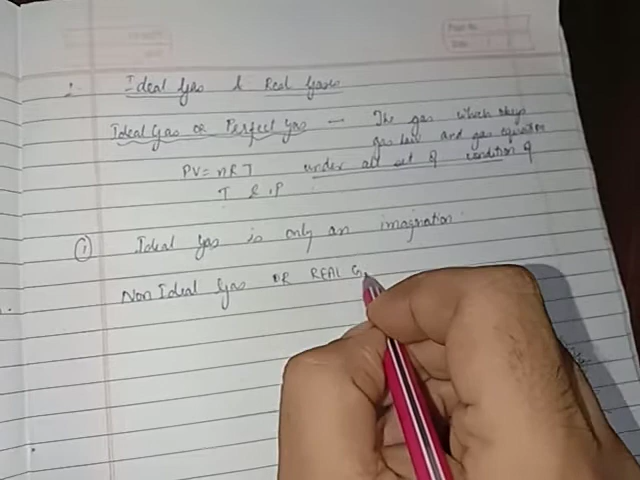 Ideal Gas & Real Gases
Ideal Gas OR Perfect Gas — The gas which obeys
gas law and gas equation
PV = nRT under all set of condition of
T & P
① Ideal gas is only an imagination.
Non Ideal Gas OR REAL G